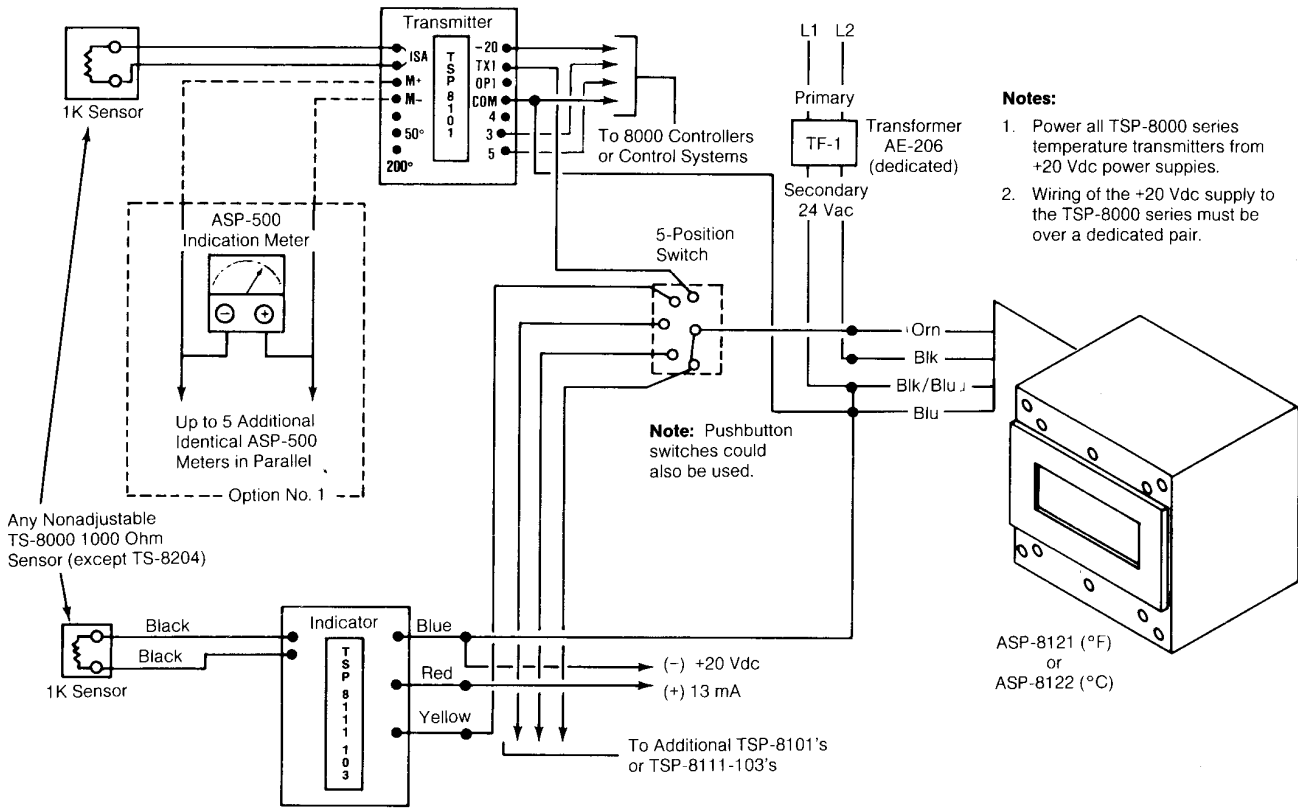 Transmitter
TSP 8101
ISA
M+
M-
50°
200°
-20
TX1
OP1
COM
4
3
5
1K Sensor
To 8000 Controllers
or Control Systems
L1 L2
Primary
TF-1
Transformer
AE-206
(dedicated)
Secondary
24 Vac
Notes:
1. Power all TSP-8000 series
temperature transmitters from
+20 Vdc power suppies.
2. Wiring of the +20 Vdc supply to
the TSP-8000 series must be
over a dedicated pair.
ASP-500
Indication Meter
- +
Up to 5 Additional
Identical ASP-500
Meters in Parallel
Option No. 1
5-Position
Switch
Note: Pushbutton
switches could
also be used.
Orn
Blk
Blk/Blu
Blu
Any Nonadjustable
TS-8000 1000 Ohm
Sensor (except TS-8204)
1K Sensor
Black
Black
Indicator
TSP 8111 103
Blue
Red
Yellow
(-) +20 Vdc
(+) 13 mA
To Additional TSP-8101's
or TSP-8111-103's
ASP-8121 (°F)
or
ASP-8122 (°C)